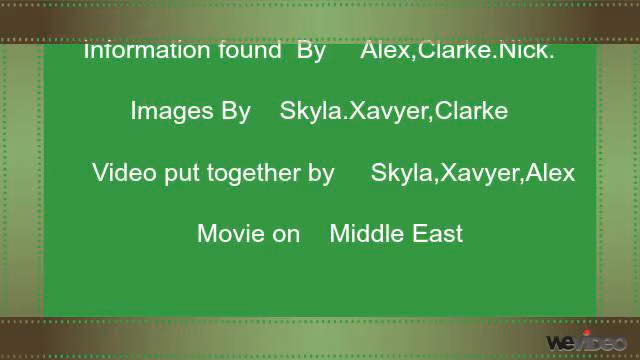 Information found By Alex,Clarke.Nick.
Images By Skyla.Xavyer,Clarke
Video put together by Skyla,Xavyer,Alex
Movie on Middle East
wevideo